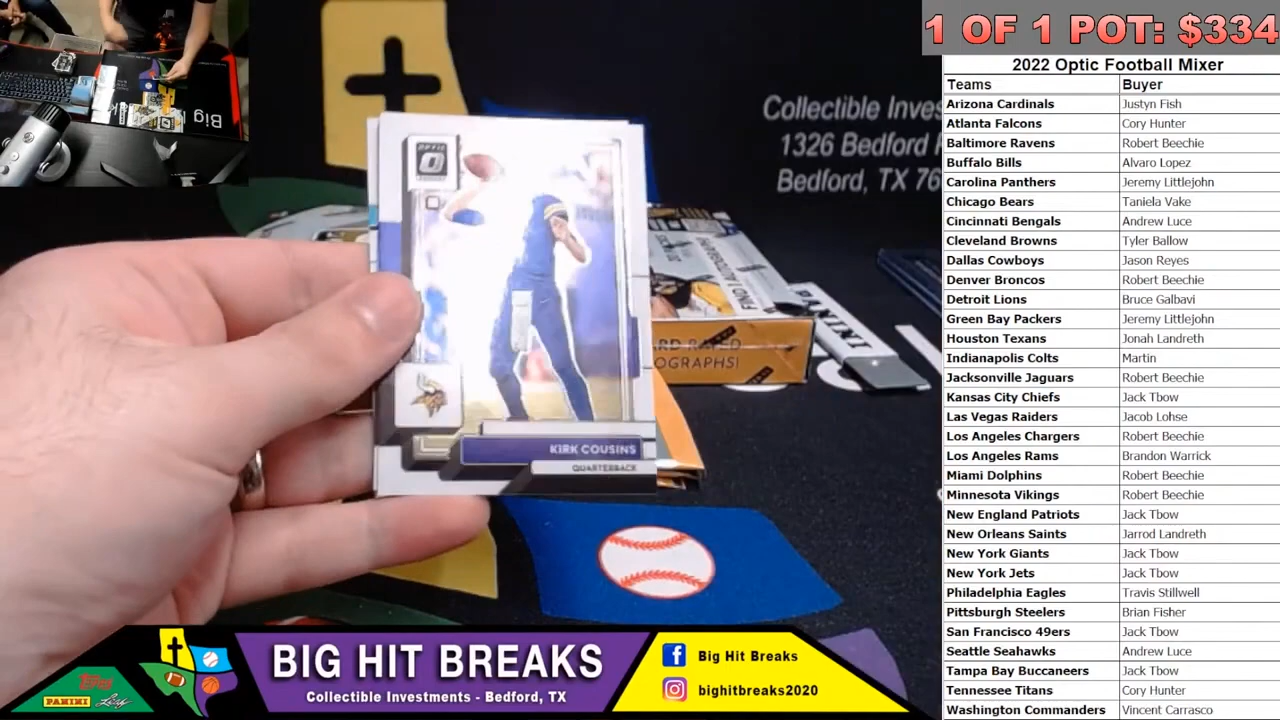 1 OF 1 POT: $334
2022 Optic Football Mixer
Teams Buyer
Arizona Cardinals Justyn Fish
Atlanta Falcons Cory Hunter
Baltimore Ravens Robert Beechie
Buffalo Bills Alvaro Lopez
Carolina Panthers Jeremy Littlejohn
Chicago Bears Taniela Vake
Cincinnati Bengals Andrew Luce
Cleveland Browns Tyler Ballow
Dallas Cowboys Jason Reyes
Denver Broncos Robert Beechie
Detroit Lions Bruce Galbavi
Green Bay Packers Jeremy Littlejohn
Houston Texans Jonah Landreth
Indianapolis Colts Martin
Jacksonville Jaguars Robert Beechie
Kansas City Chiefs Jack Tbow
Las Vegas Raiders Jacob Lohse
Los Angeles Chargers Robert Beechie
Los Angeles Rams Brandon Warrick
Miami Dolphins Robert Beechie
Minnesota Vikings Robert Beechie
New England Patriots Jack Tbow
New Orleans Saints Jarrod Landreth
New York Giants Jack Tbow
New York Jets Jack Tbow
Philadelphia Eagles Travis Stillwell
Pittsburgh Steelers Brian Fisher
San Francisco 49ers Jack Tbow
Seattle Seahawks Andrew Luce
Tampa Bay Buccaneers Jack Tbow
Tennessee Titans Cory Hunter
Washington Commanders Vincent Carrasco
Collectible Inves
1326 Bedford
Bedford, TX 76
Big
OPTIC
KIRK COUSINS
QUARTERBACK
PANINI
OGRAPHS!
BIG HIT BREAKS
Collectible Investments - Bedford, TX
Big Hit Breaks
bighitbreaks2020
Topps
PANINI
Leaf